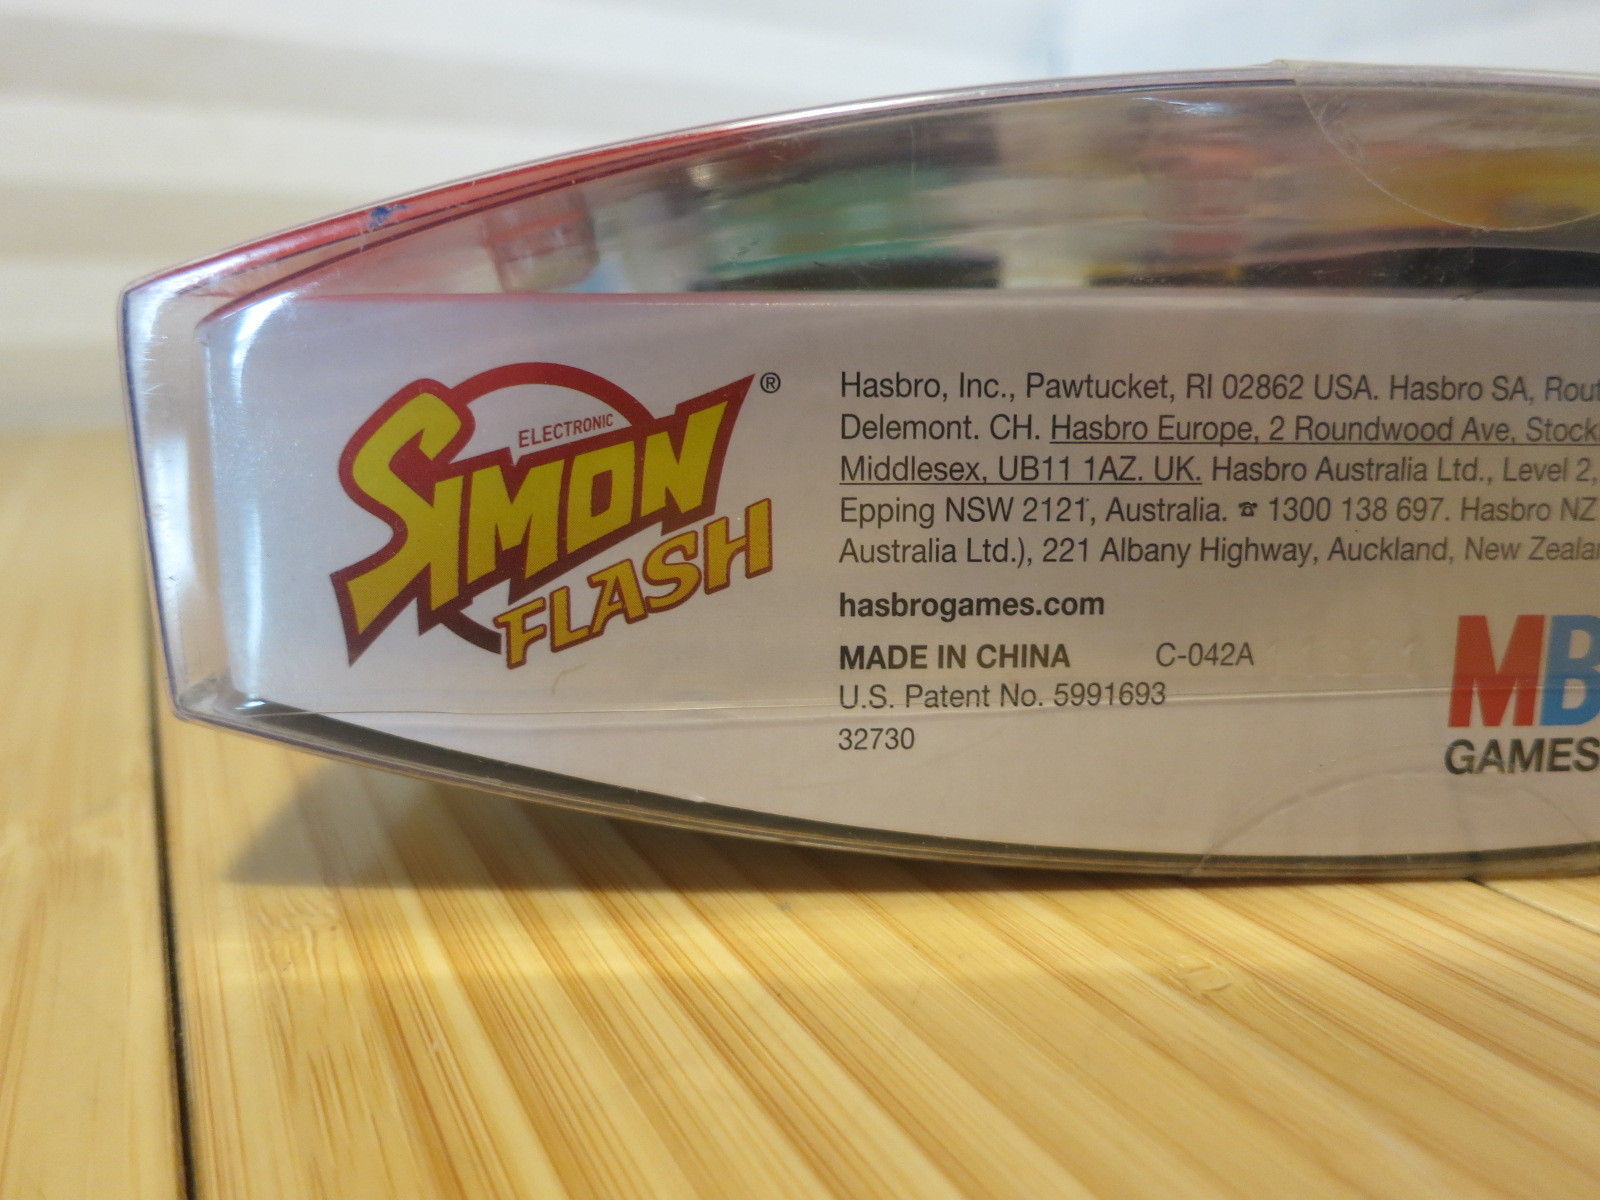 ELECTRONIC
SIMON®
FLASH
Hasbro, Inc., Pawtucket, RI 02862 USA. Hasbro SA,
Delemont. CH. Hasbro Europe, 2 Roundwood Ave,
Middlesex, UB11 1AZ. UK. Hasbro Australia Ltd., Level 2,
Epping NSW 2121, Australia. ☎ 1300 138 697. Hasbro NZ
Australia Ltd.), 221 Albany Highway, Auckland, New
hasbrogames.com
MADE IN CHINA C-042A
U.S. Patent No. 5991693
32730
MB
GAMES